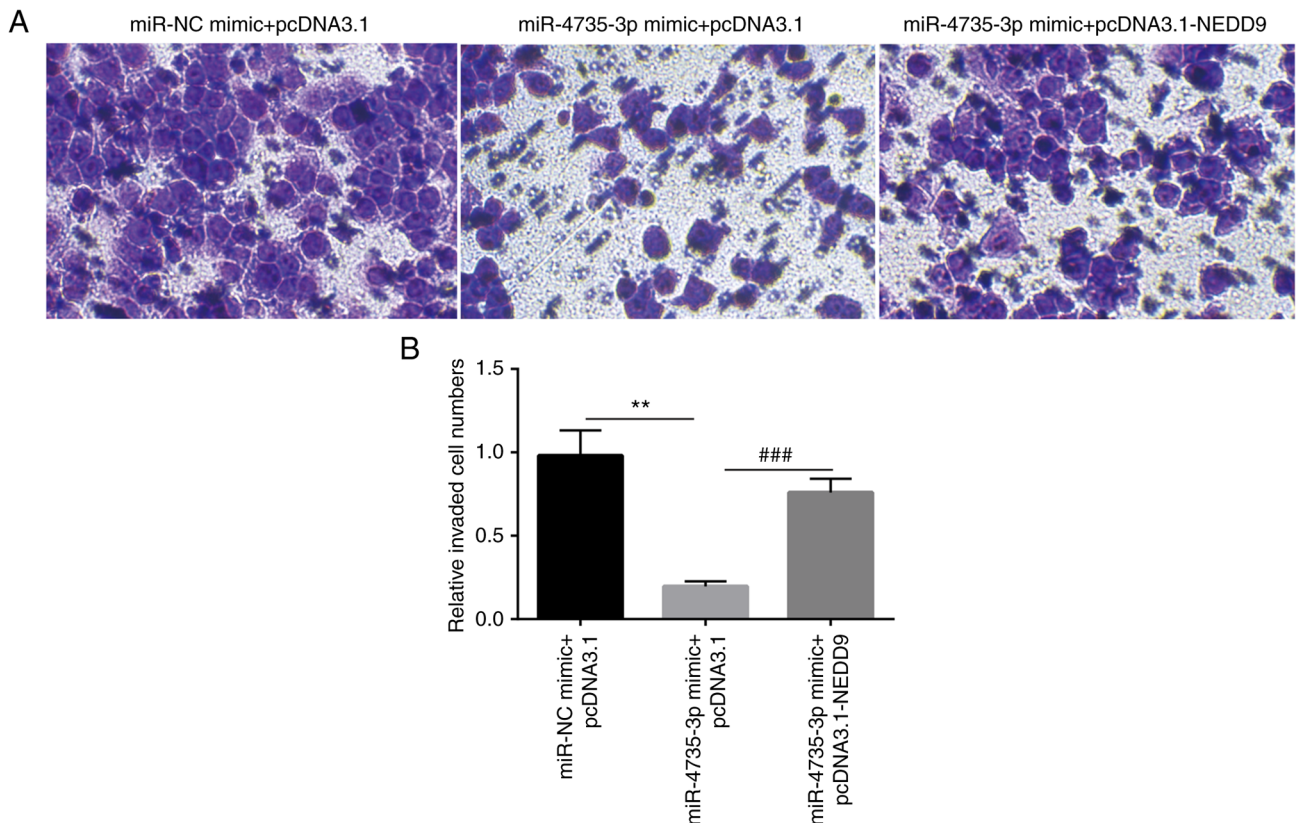 A
miR-NC mimic+pcDNA3.1
miR-4735-3p mimic+pcDNA3.1
miR-4735-3p mimic+pcDNA3.1-NEDD9
B
Relative invaded cell numbers
1.5
1.0
0.5
0.0
**
###
miR-NC mimic+
pcDNA3.1
miR-4735-3p mimic+
pcDNA3.1
miR-4735-3p mimic+
pcDNA3.1-NEDD9